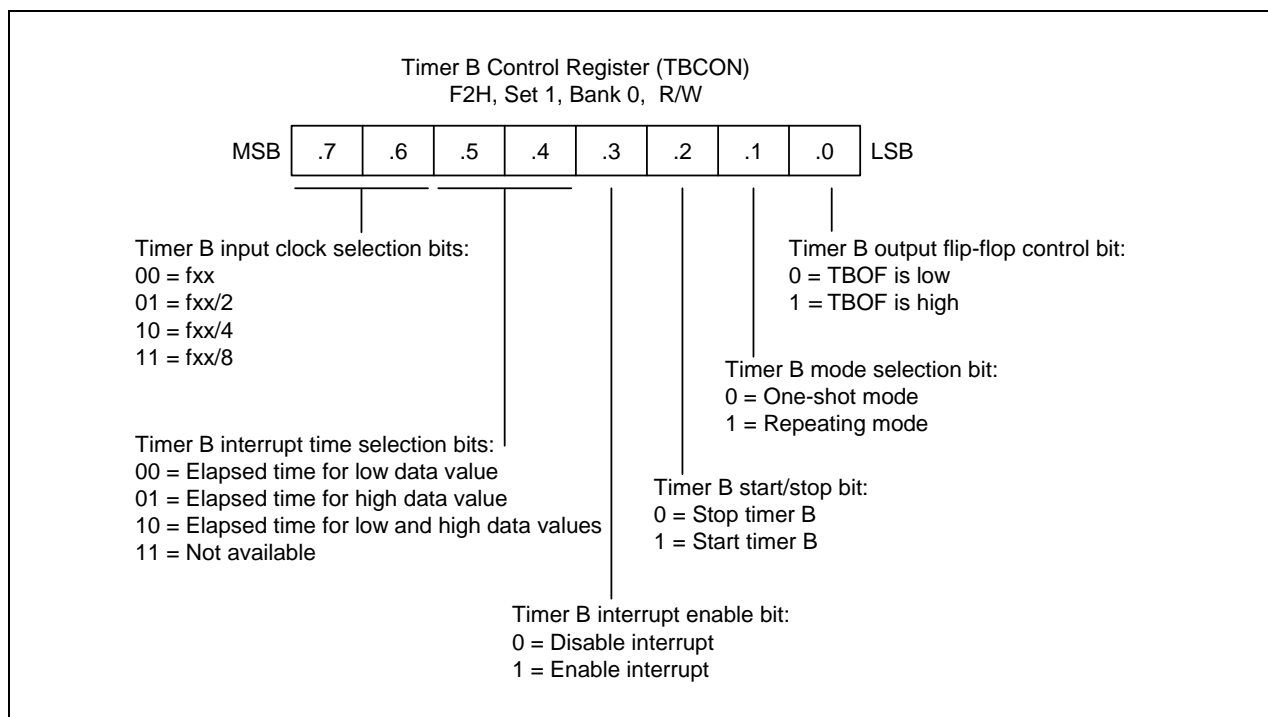 Timer B Control Register (TBCON)
F2H, Set 1, Bank 0, R/W
MSB .7 .6 .5 .4 .3 .2 .1 .0 LSB
Timer B input clock selection bits:
00 = fxx
01 = fxx/2
10 = fxx/4
11 = fxx/8
Timer B output flip-flop control bit:
0 = TBOF is low
1 = TBOF is high
Timer B mode selection bit:
0 = One-shot mode
1 = Repeating mode
Timer B interrupt time selection bits:
00 = Elapsed time for low data value
01 = Elapsed time for high data value
10 = Elapsed time for low and high data values
11 = Not available
Timer B start/stop bit:
0 = Stop timer B
1 = Start timer B
Timer B interrupt enable bit:
0 = Disable interrupt
1 = Enable interrupt